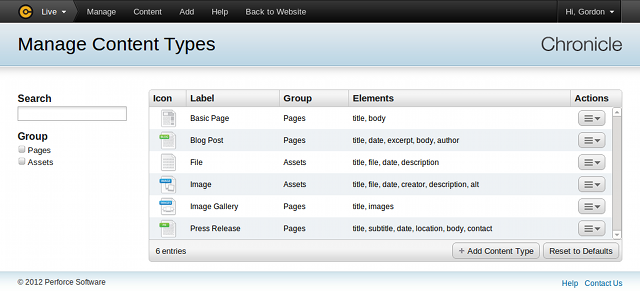 Live Manage Content Add Help Back to Website Hi, Gordon
Manage Content Types Chronicle
Search
Group
Pages
Assets
Icon Label Group Elements Actions
Basic Page Pages title, body
Blog Post Pages title, date, excerpt, body, author
File Assets title, file, date, description
Image Assets title, file, date, creator, description, alt
Image Gallery Pages title, images
Press Release Pages title, subtitle, date, location, body, contact
6 entries + Add Content Type Reset to Defaults
© 2012 Perforce Software Help Contact Us